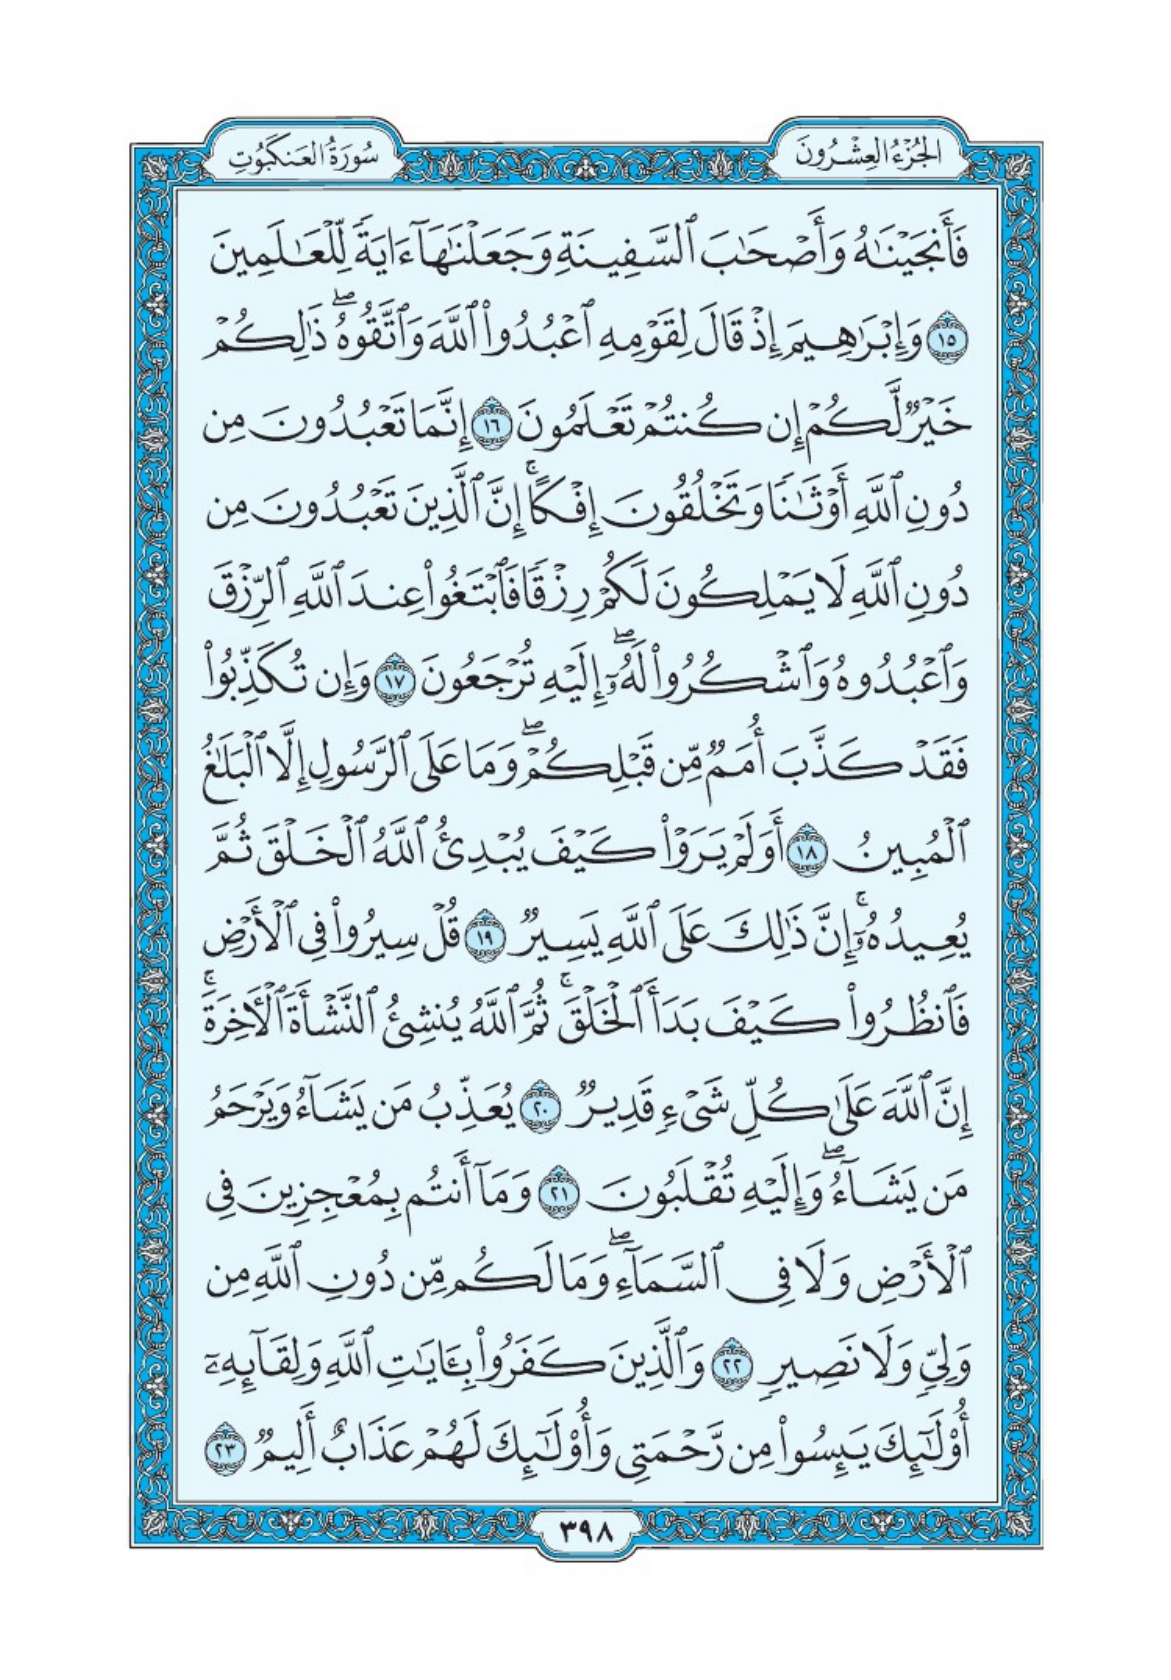 الجُزْءُ العِشْرُونَ
سُورَةُ العَنكَبُوتِ
فَأَنجَيْنَٰهُ وَأَصْحَٰبَ ٱلسَّفِينَةِ وَجَعَلْنَٰهَآ ءَايَةً لِّلْعَٰلَمِينَ
١٥ وَإِبْرَٰهِيمَ إِذْ قَالَ لِقَوْمِهِ ٱعْبُدُوا۟ ٱللَّهَ وَٱتَّقُوهُ ۖ ذَٰلِكُمْ
خَيْرٌ لَّكُمْ إِن كُنتُمْ تَعْلَمُونَ ١٦ إِنَّمَا تَعْبُدُونَ مِن
دُونِ ٱللَّهِ أَوْثَٰنًا وَتَخْلُقُونَ إِفْكًا ۚ إِنَّ ٱلَّذِينَ تَعْبُدُونَ مِن
دُونِ ٱللَّهِ لَا يَمْلِكُونَ لَكُمْ رِزْقًا فَٱبْتَغُوا۟ عِندَ ٱللَّهِ ٱلرِّزْقَ
وَٱعْبُدُوهُ وَٱشْكُرُوا۟ لَهُۥٓ ۖ إِلَيْهِ تُرْجَعُونَ ١٧ وَإِن تُكَذِّبُوا۟
فَقَدْ كَذَّبَ أُمَمٌ مِّن قَبْلِكُمْ ۖ وَمَا عَلَى ٱلرَّسُولِ إِلَّا ٱلْبَلَٰغُ
ٱلْمُبِينُ ١٨ أَوَلَمْ يَرَوْا۟ كَيْفَ يُبْدِئُ ٱللَّهُ ٱلْخَلْقَ ثُمَّ
يُعِيدُهُۥٓ ۚ إِنَّ ذَٰلِكَ عَلَى ٱللَّهِ يَسِيرٌ ١٩ قُلْ سِيرُوا۟ فِى ٱلْأَرْضِ
فَٱنظُرُوا۟ كَيْفَ بَدَأَ ٱلْخَلْقَ ۚ ثُمَّ ٱللَّهُ يُنشِئُ ٱلنَّشْأَةَ ٱلْأَخِرَةَ ۚ
إِنَّ ٱللَّهَ عَلَىٰ كُلِّ شَىْءٍ قَدِيرٌ ٢٠ يُعَذِّبُ مَن يَشَآءُ وَيَرْحَمُ
مَن يَشَآءُ ۖ وَإِلَيْهِ تُقْلَبُونَ ٢١ وَمَآ أَنتُم بِمُعْجِزِينَ فِى
ٱلْأَرْضِ وَلَا فِى ٱلسَّمَآءِ ۖ وَمَا لَكُم مِّن دُونِ ٱللَّهِ مِن
وَلِىٍّ وَلَا نَصِيرٍ ٢٢ وَٱلَّذِينَ كَفَرُوا۟ بِـَٔايَٰتِ ٱللَّهِ وَلِقَآئِهِۦٓ
أُو۟لَٰٓئِكَ يَئِسُوا۟ مِن رَّحْمَتِى وَأُو۟لَٰٓئِكَ لَهُمْ عَذَابٌ أَلِيمٌ ٢٣
٣٩٨